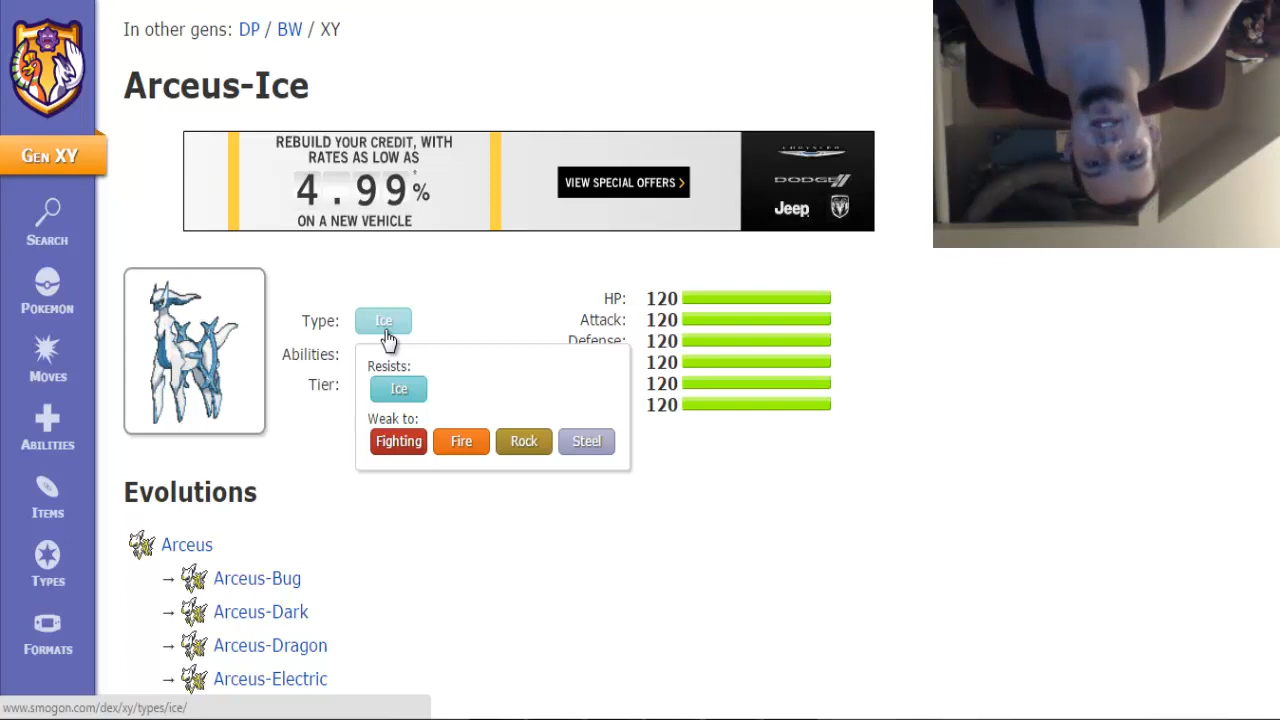 In other gens: DP / BW / XY
Arceus-Ice
REBUILD YOUR CREDIT, WITH
RATES AS LOW AS
4.99%
ON A NEW VEHICLE
VIEW SPECIAL OFFERS >
CHRYSLER
DODGE
Jeep
RAM
GEN XY
SEARCH
POKEMON
MOVES
ABILITIES
ITEMS
TYPES
FORMATS
Type: Ice
Abilities:
Tier:
Resists:
Ice
Weak to:
Fighting Fire Rock Steel
HP: 120
Attack: 120
Defense: 120
120
120
120
Evolutions
Arceus
→ Arceus-Bug
→ Arceus-Dark
→ Arceus-Dragon
→ Arceus-Electric
www.smogon.com/dex/xy/types/ice/